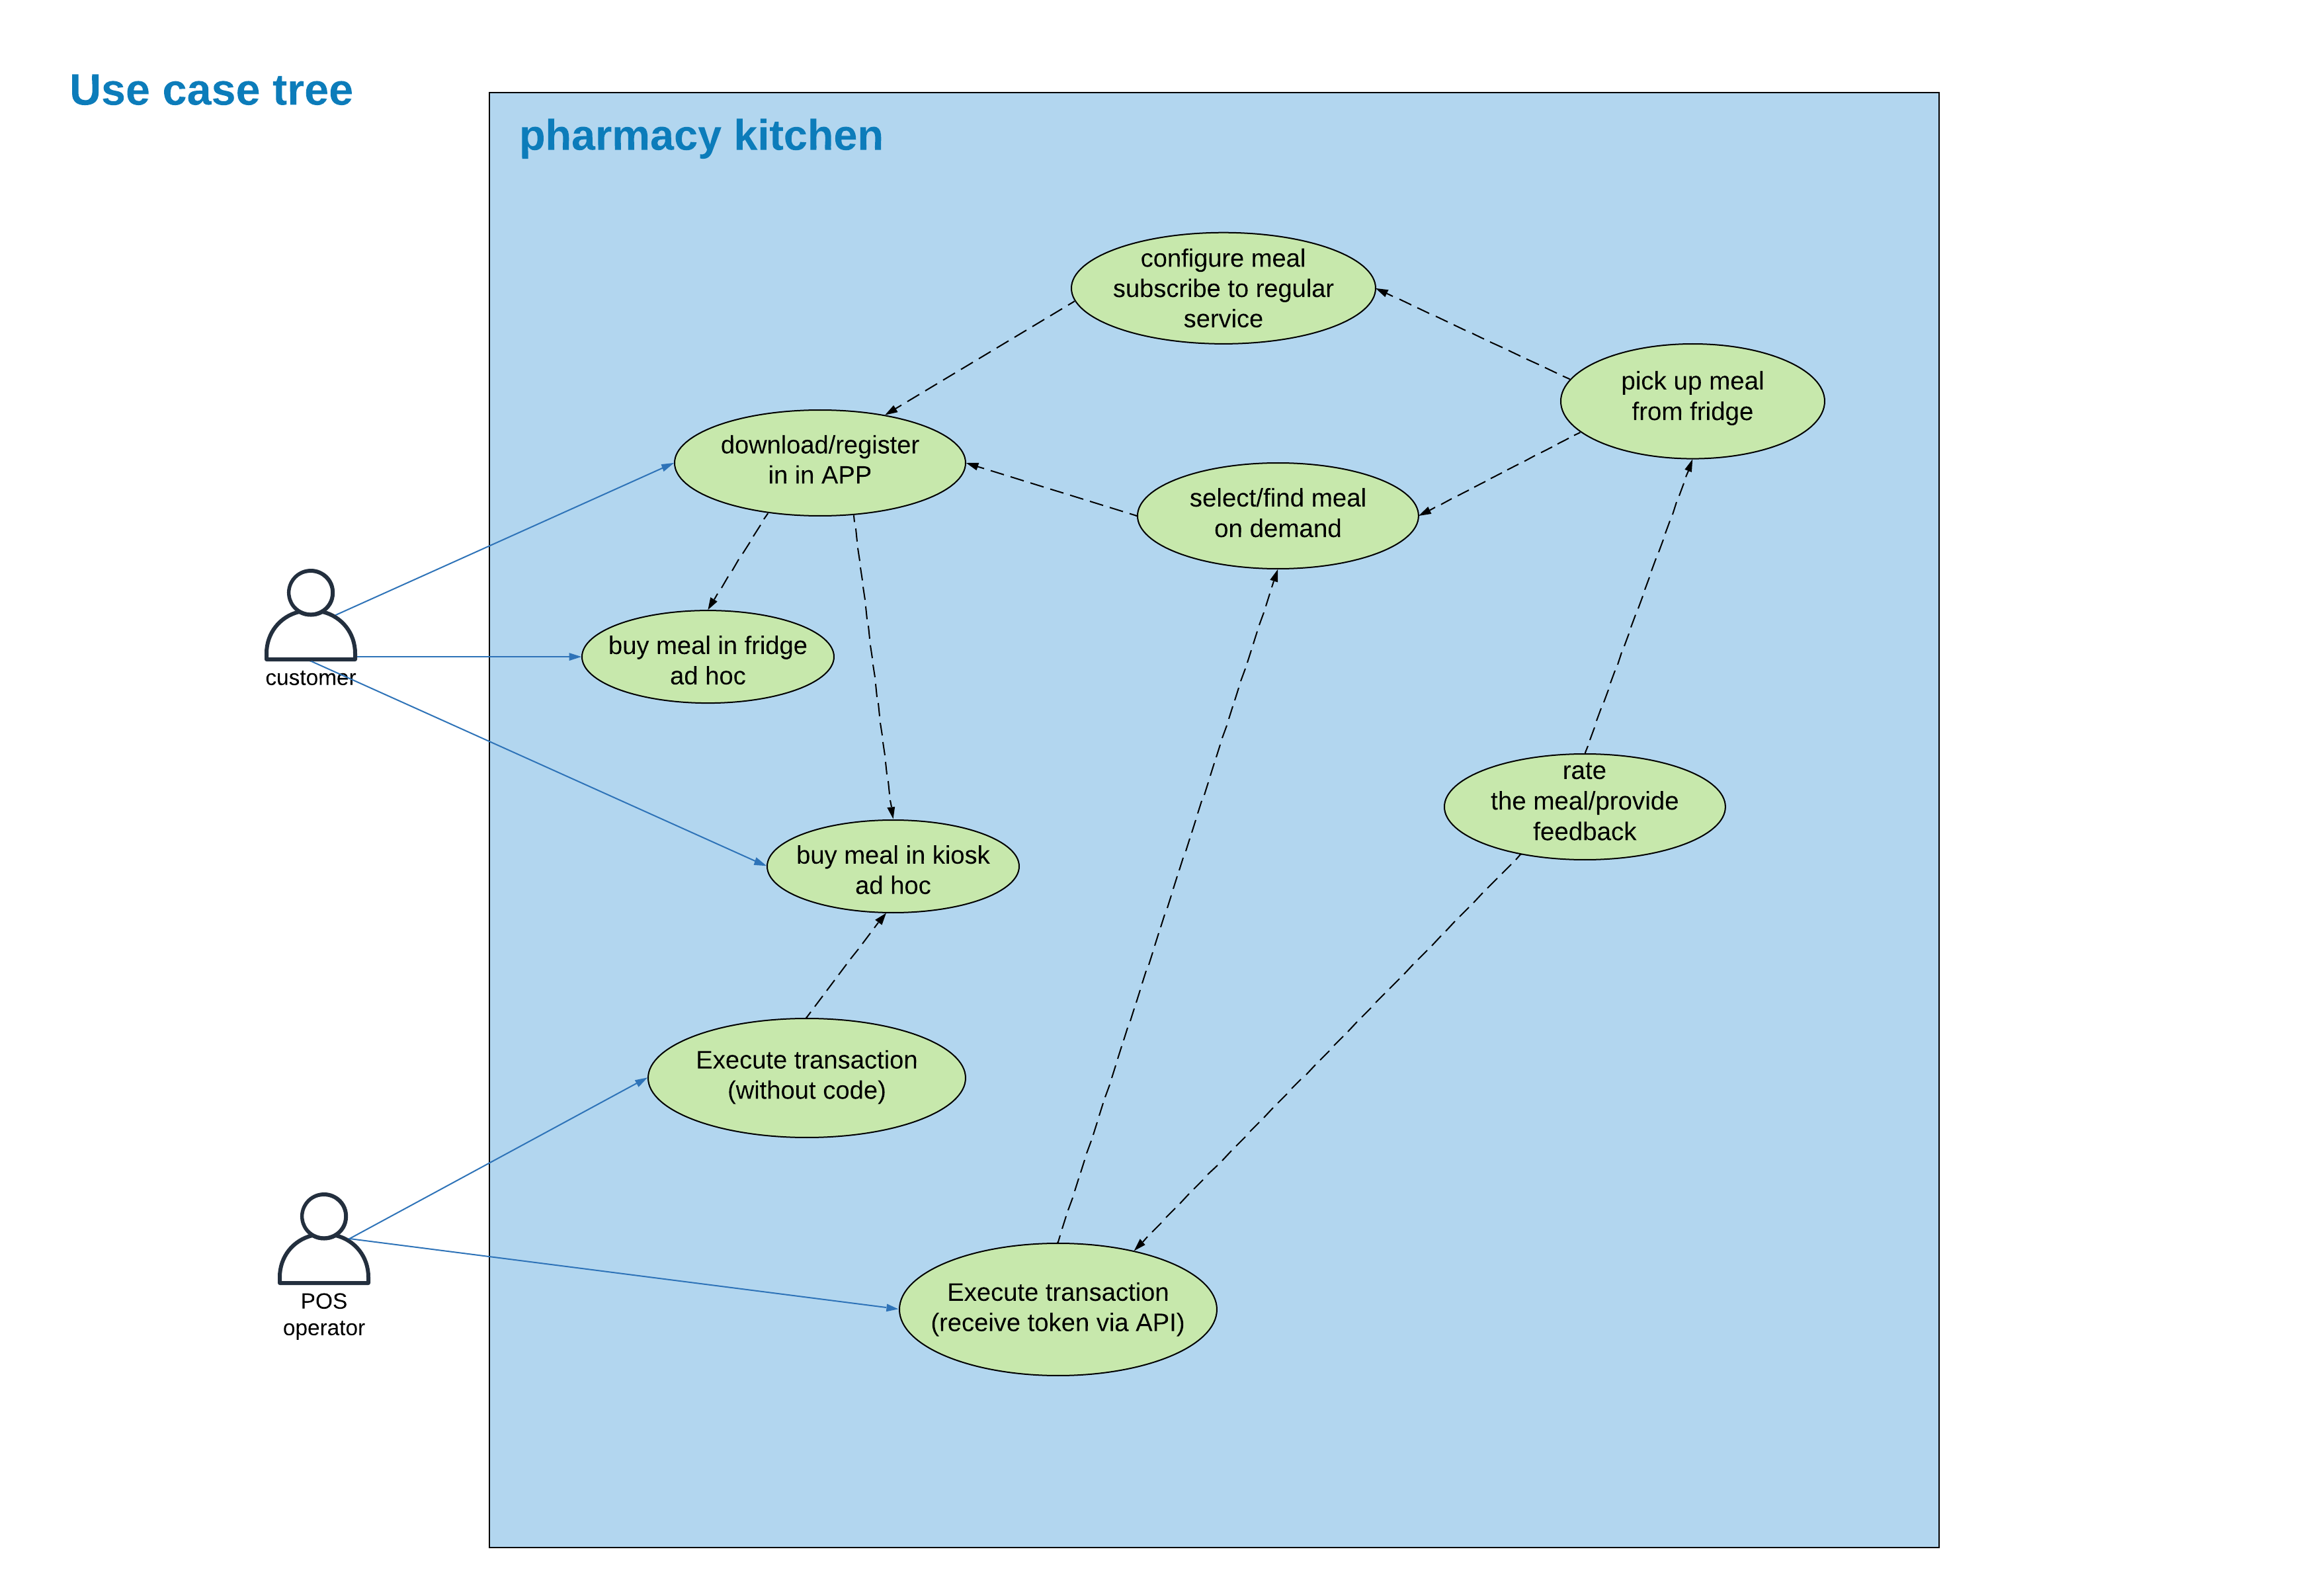 Use case tree
pharmacy kitchen
configure meal
subscribe to regular
service
pick up meal
from fridge
download/register
in in APP
select/find meal
on demand
buy meal in fridge
ad hoc
customer
rate
the meal/provide
feedback
buy meal in kiosk
ad hoc
Execute transaction
(without code)
POS
operator
Execute transaction
(receive token via API)